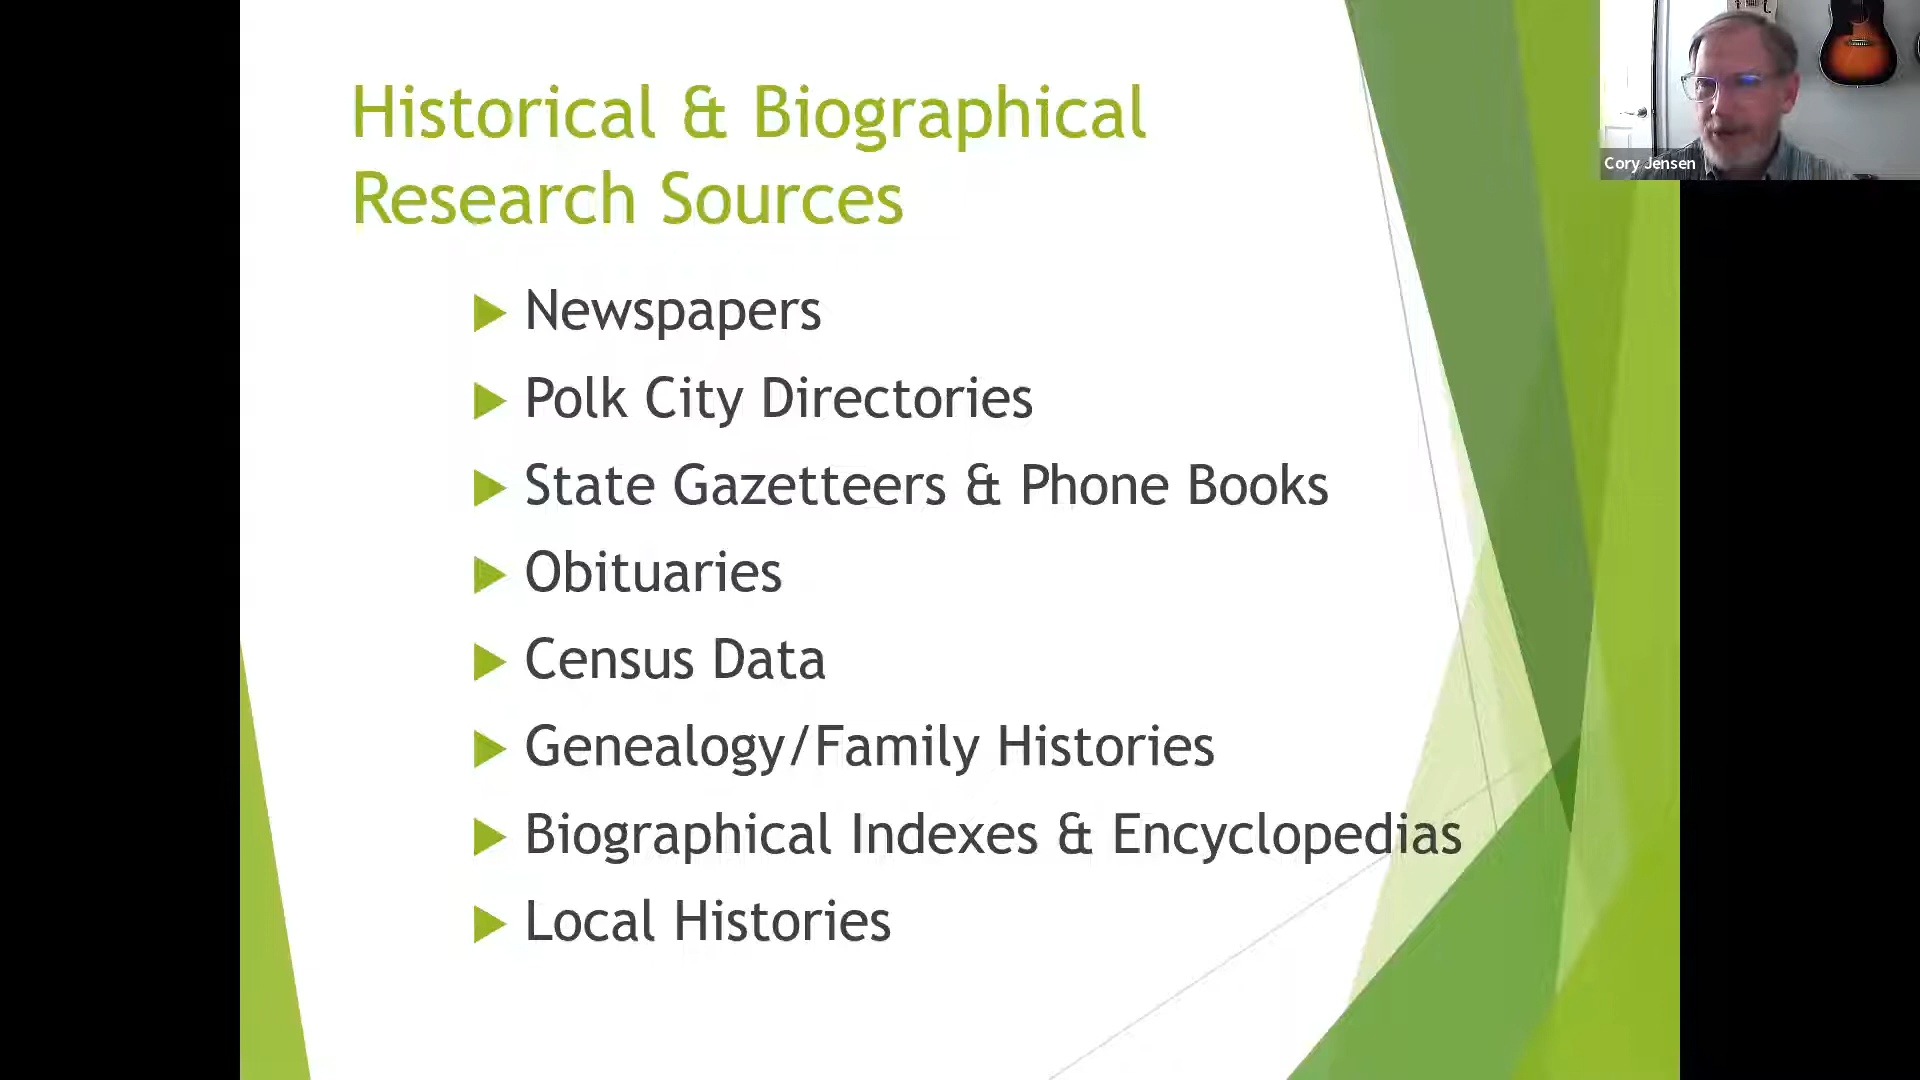 Historical & Biographical
Research Sources
Newspapers
Polk City Directories
State Gazetteers & Phone Books
Obituaries
Census Data
Genealogy/Family Histories
Biographical Indexes & Encyclopedias
Local Histories
Cory Jensen